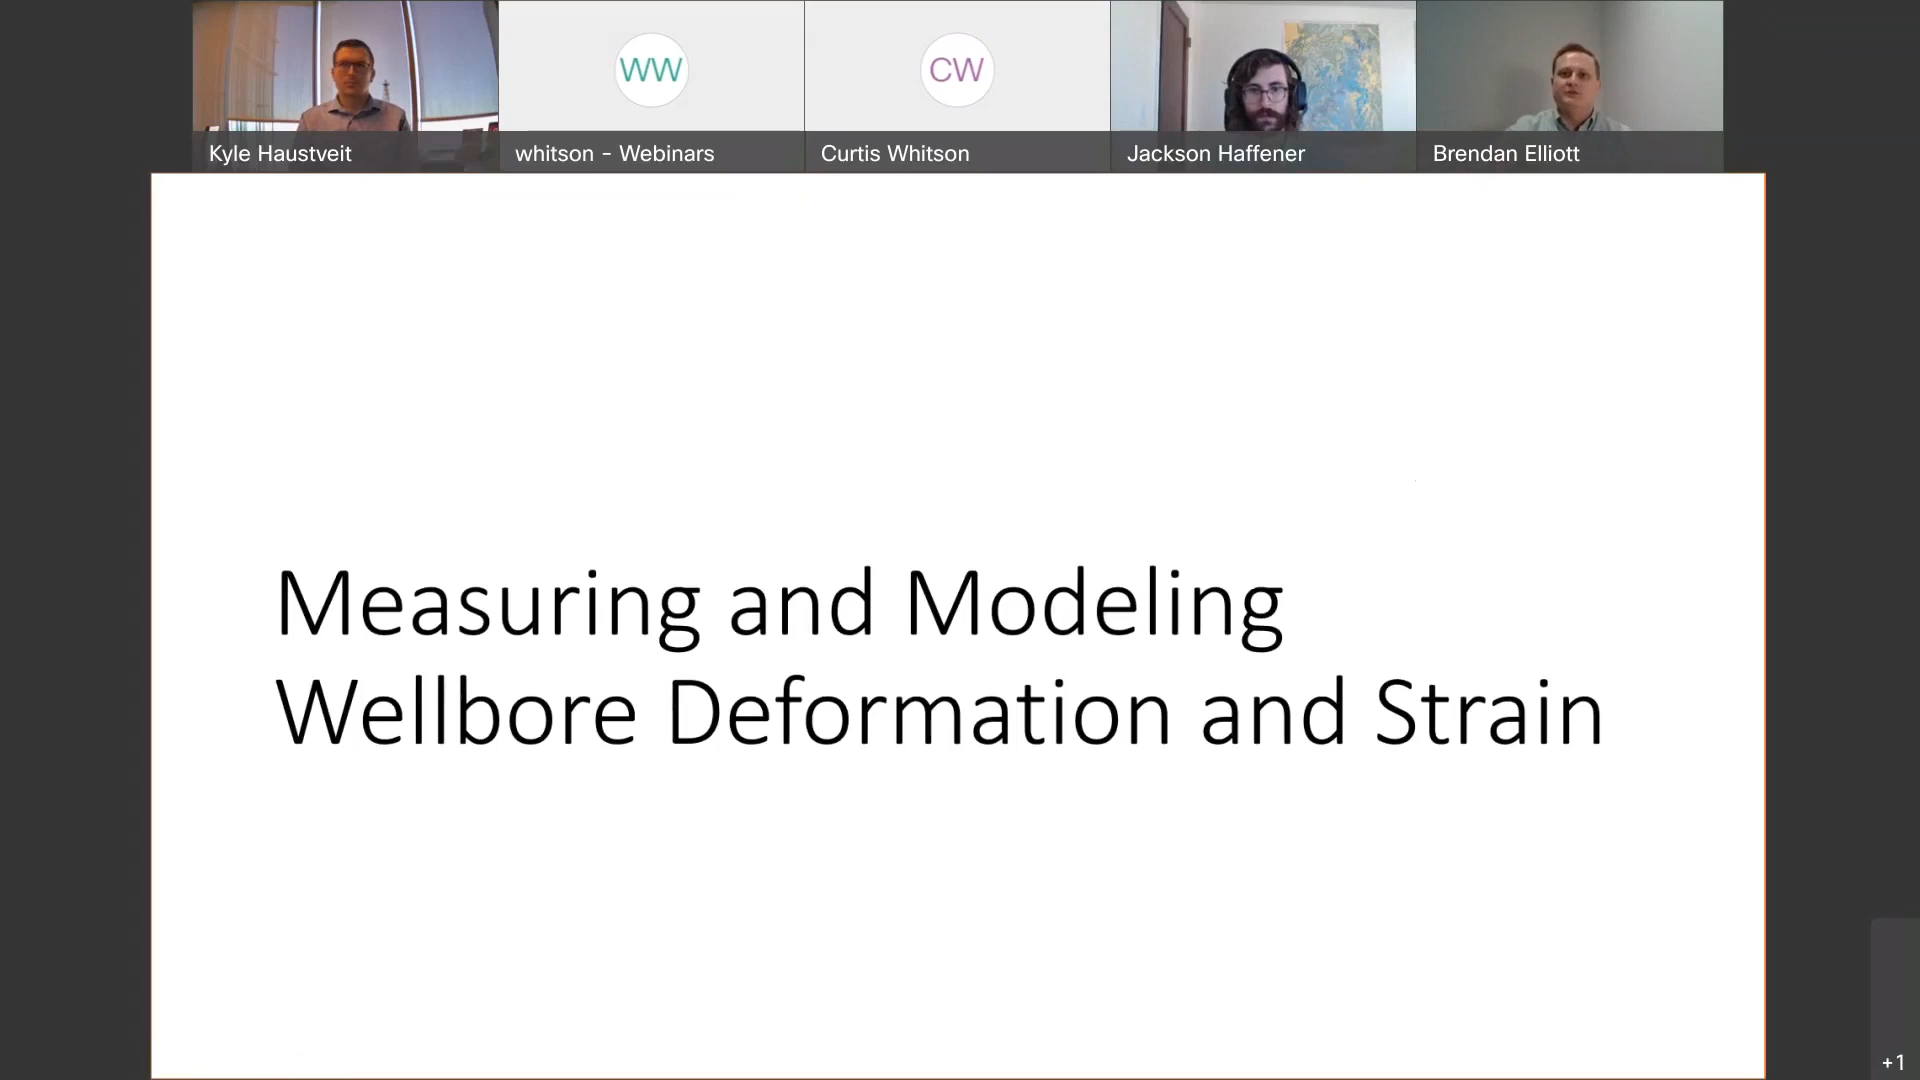 WW
CW
Kyle Haustveit
whitson - Webinars
Curtis Whitson
Jackson Haffener
Brendan Elliott
Measuring and Modeling
Wellbore Deformation and Strain
+1